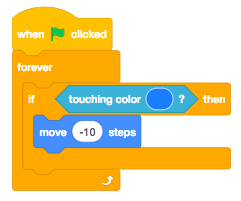 when clicked
forever
if touching color ? then
move -10 steps